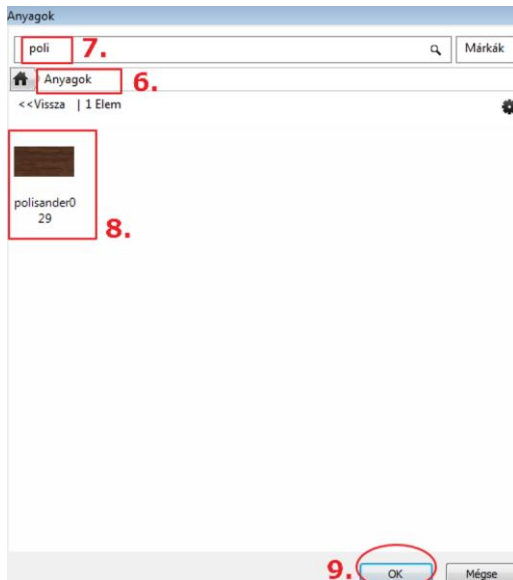 Anyagok
poli 7. Márkák
Anyagok 6.
<<Vissza | 1 Elem
polisander0
29
8.
9. OK Mégse